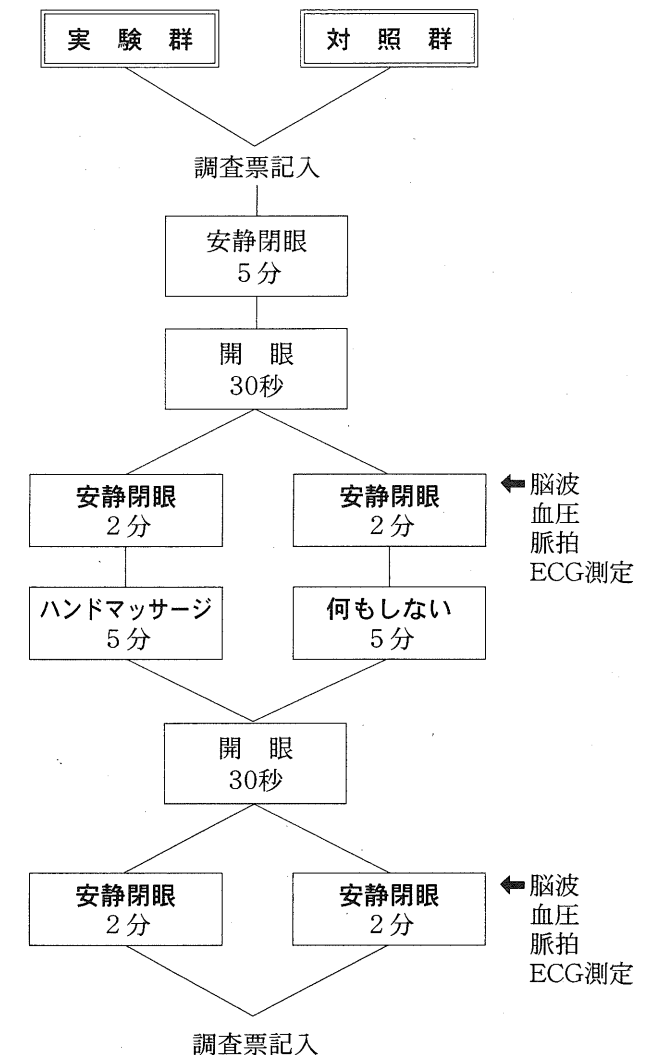 実験群
対照群
調査票記入
安静閉眼
5分
開眼
30秒
安静閉眼
2分
安静閉眼
2分
←脳波
血圧
脈拍
ECG測定
ハンドマッサージ
5分
何もしない
5分
開眼
30秒
安静閉眼
2分
安静閉眼
2分
←脳波
血圧
脈拍
ECG測定
調査票記入